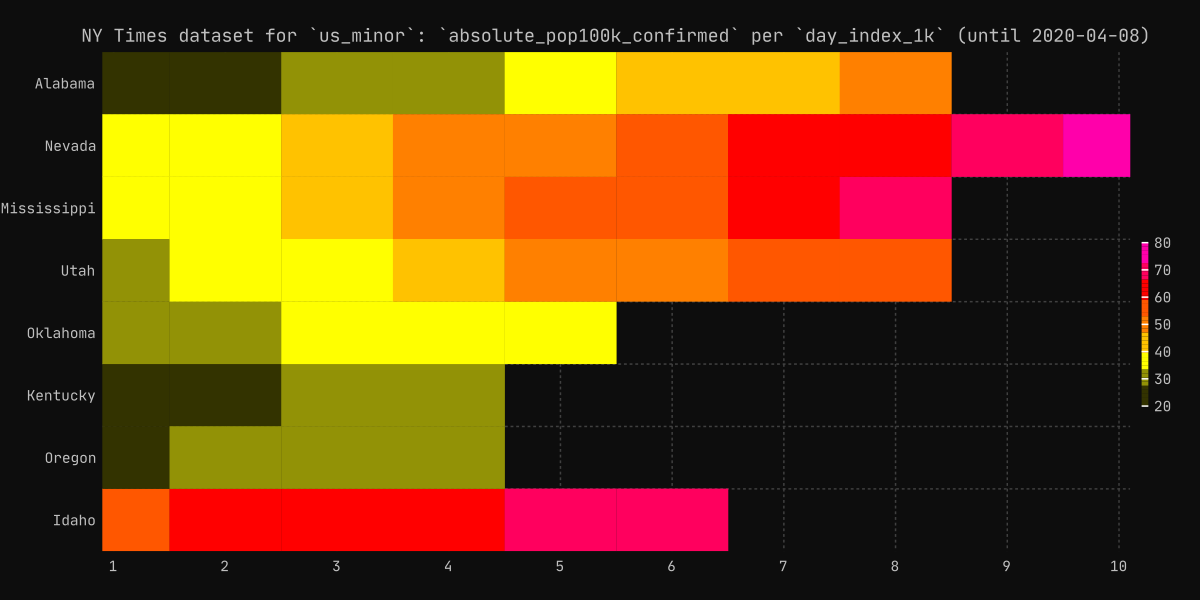 NY Times dataset for `us_minor`: `absolute_pop100k_confirmed` per `day_index_1k` (until 2020-04-08)
Alabama
Nevada
Mississippi
Utah
Oklahoma
Kentucky
Oregon
Idaho
1 2 3 4 5 6 7 8 9 10
80
70
60
50
40
30
20